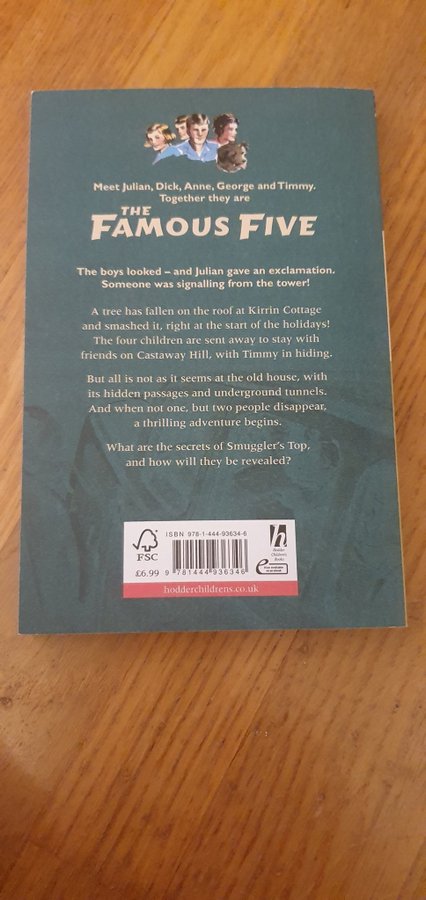 Meet Julian, Dick, Anne, George and Timmy.
Together they are
THE
FAMOUS FIVE
The boys looked – and Julian gave an exclamation.
Someone was signalling from the tower!
A tree has fallen on the roof at Kirrin Cottage
and smashed it, right at the start of the holidays!
The four children are sent away to stay with
friends on Castaway Hill, with Timmy in hiding.
But all is not as it seems at the old house, with
its hidden passages and underground tunnels.
And when not one, but two people disappear,
a thrilling adventure begins.
What are the secrets of Smuggler's Top,
and how will they be revealed?
FSC
£6.99
ISBN 978-1-444-93634-6
9 781444 936346
h
Hodder
Children's
Books
e
hodderchildrens.co.uk